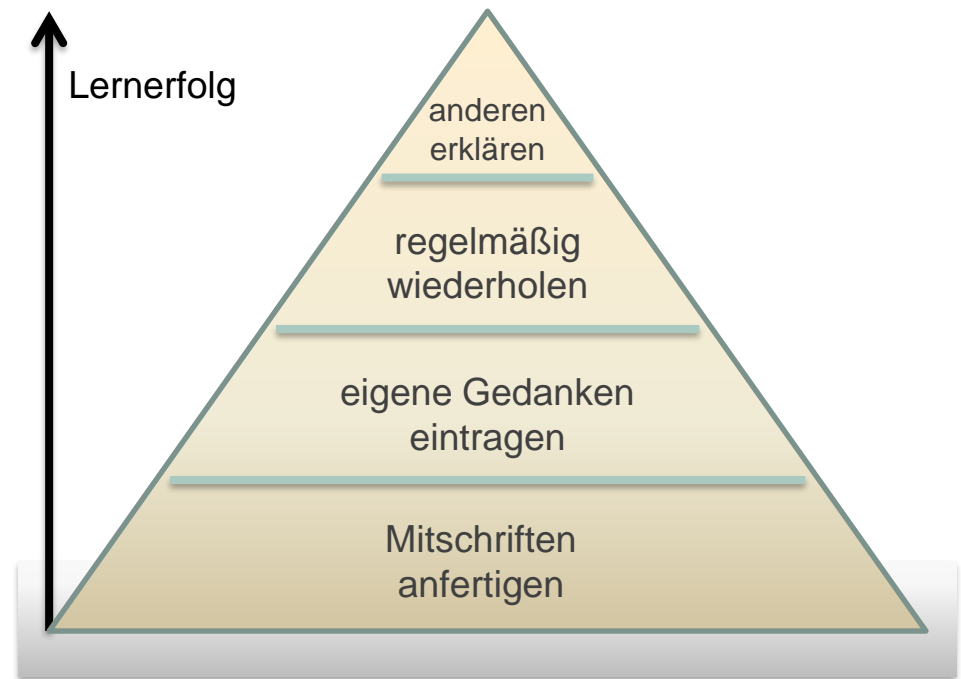 Lernerfolg
anderen
erklären
regelmäßig
wiederholen
eigene Gedanken
eintragen
Mitschriften
anfertigen